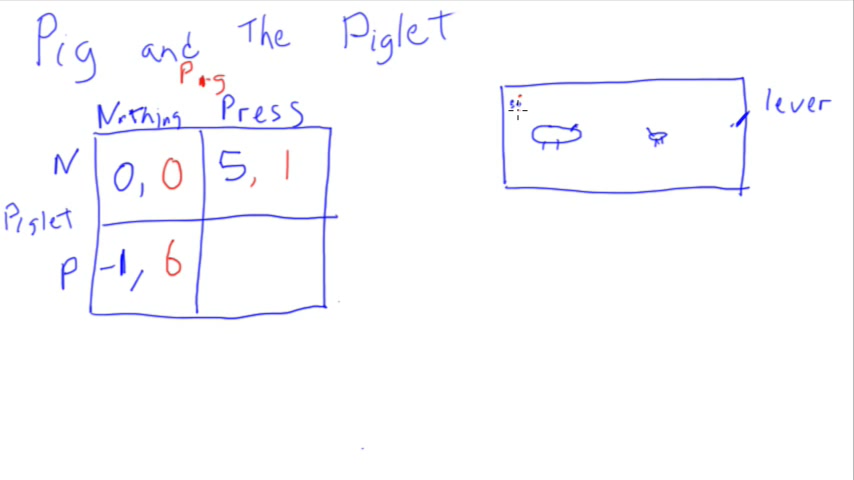 Pig and The Piglet
Pig
Nothing Press
N 0, 0 5, 1
Piglet
P -1, 6
lever